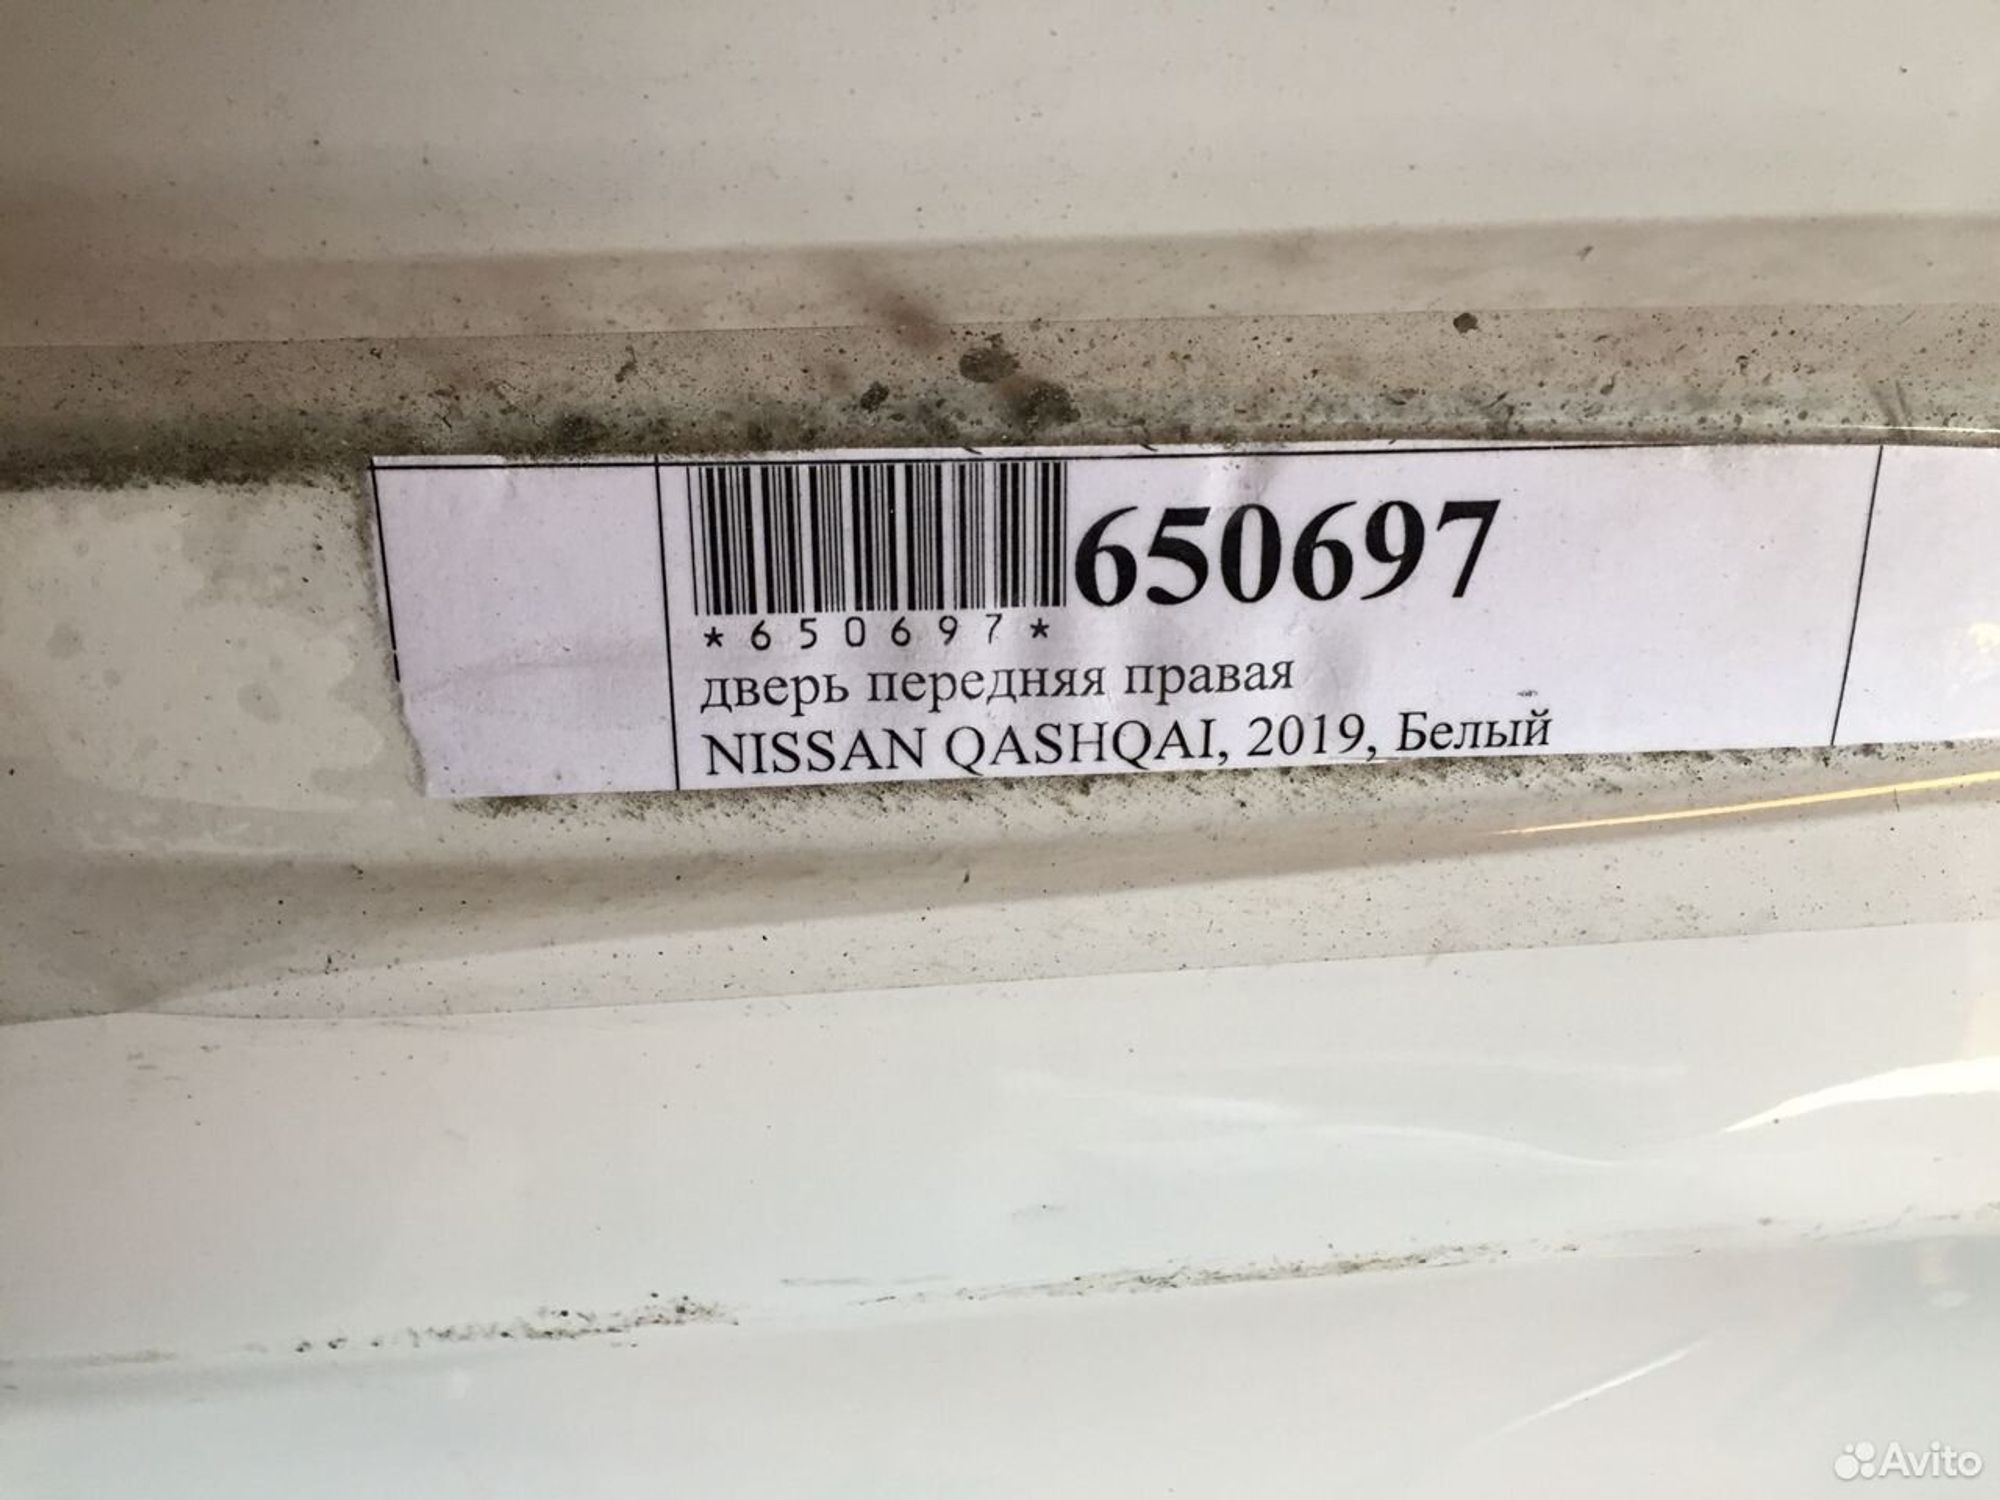 650697
*650697*
дверь передняя правая
NISSAN QASHQAI, 2019, Белый
Avito